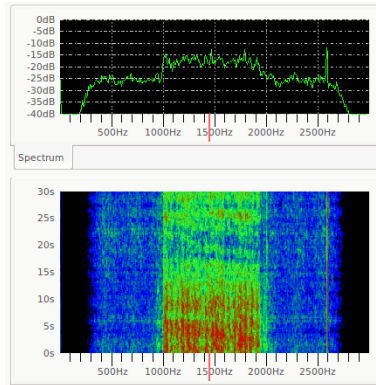 0dB
-5dB
-10dB
-15dB
-20dB
-25dB
-30dB
-35dB
-40dB
500Hz 1000Hz 1500Hz 2000Hz 2500Hz
Spectrum
30s
25s
20s
15s
10s
5s
0s
500Hz 1000Hz 1500Hz 2000Hz 2500Hz